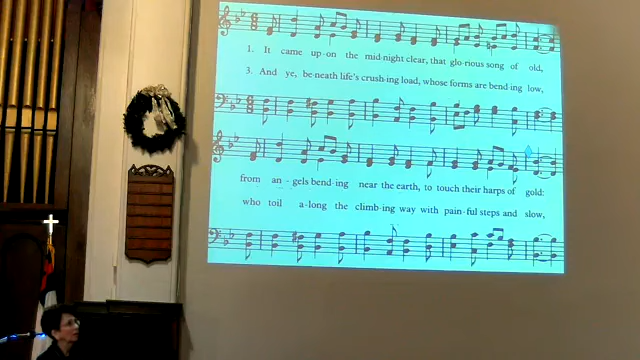 1. It came up-on the mid-night clear, that glo-rious song of old,
3. And ye, be-neath life's crush-ing load, whose forms are bend-ing low,
from an - gels bend-ing near the earth, to touch their harps of gold:
who toil a-long the climb-ing way with pain-ful steps and slow,